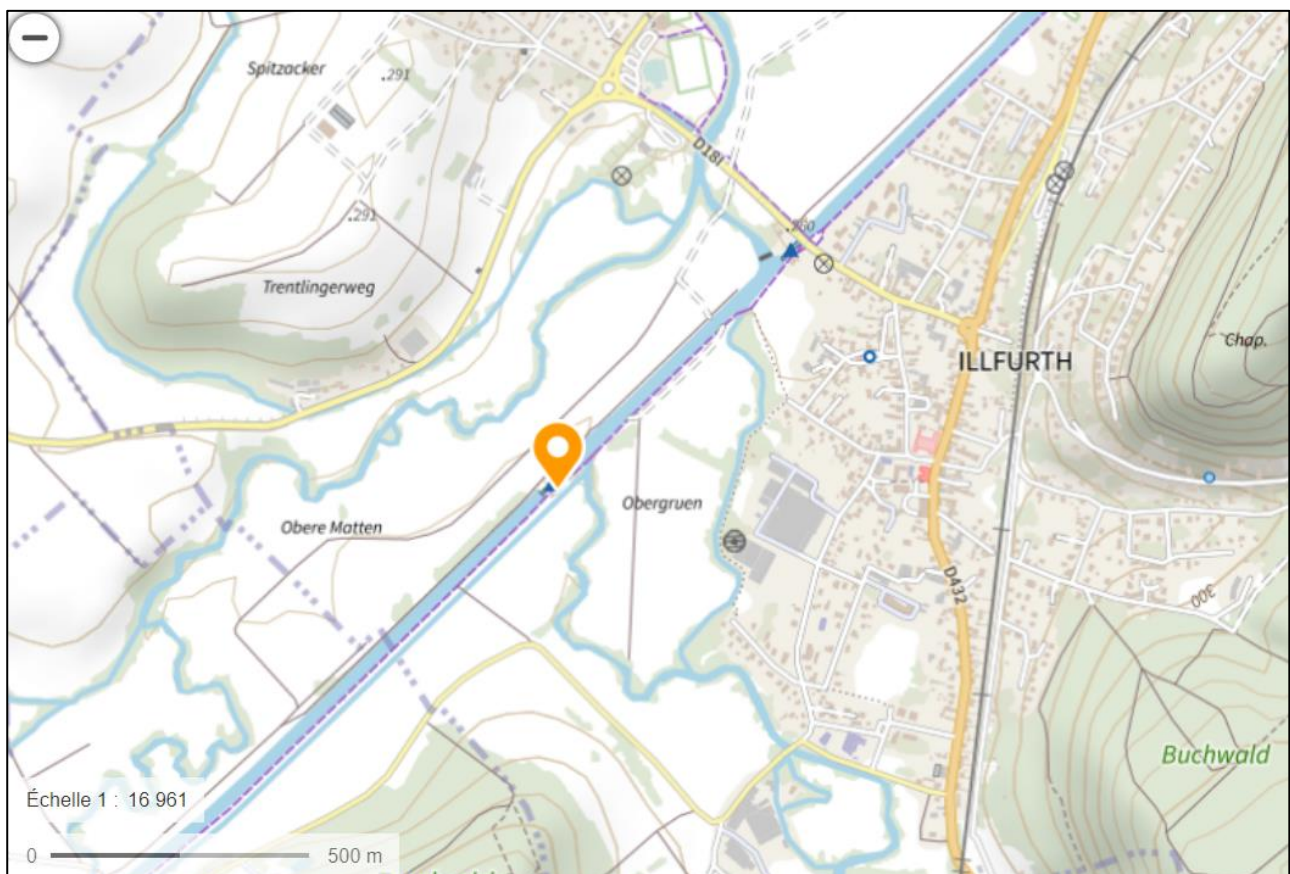 Spitzacker
.291
D18I
.291
.260
Trentlingerweg
Chap.
ILLFURTH
Obergruen
Obere Matten
D432
300
Buchwald
Échelle 1 : 16 961
0
500 m